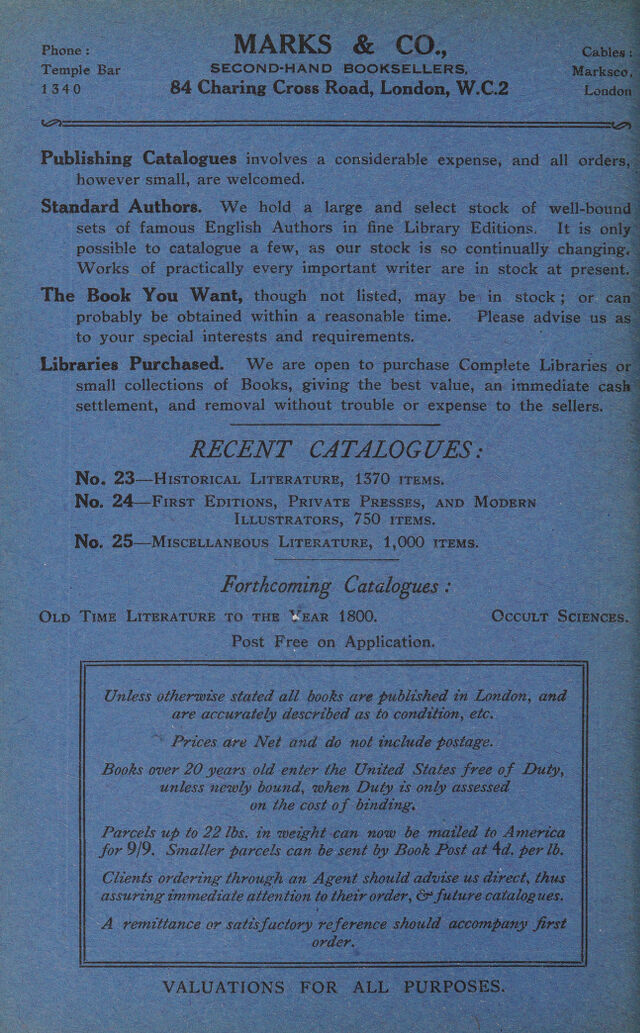 Phone :
Temple Bar
1340
MARKS & CO.,
SECOND-HAND BOOKSELLERS,
84 Charing Cross Road, London, W.C.2
Cables :
Marksco,
London
Publishing Catalogues involves a considerable expense, and all orders,
however small, are welcomed.
Standard Authors. We hold a large and select stock of well-bound
sets of famous English Authors in fine Library Editions. It is only
possible to catalogue a few, as our stock is so continually changing.
Works of practically every important writer are in stock at present.
The Book You Want, though not listed, may be in stock ; or can
probably be obtained within a reasonable time. Please advise us as
to your special interests and requirements.
Libraries Purchased. We are open to purchase Complete Libraries or
small collections of Books, giving the best value, an immediate cash
settlement, and removal without trouble or expense to the sellers.
RECENT CATALOGUES:
No. 23—Historical Literature, 1370 items.
No. 24—First Editions, Private Presses, and Modern
Illustrators, 750 items.
No. 25—Miscellaneous Literature, 1,000 items.
Forthcoming Catalogues :
Old Time Literature to the Year 1800. Occult Sciences.
Post Free on Application.
Unless otherwise stated all books are published in London, and
are accurately described as to condition, etc.
Prices are Net and do not include postage.
Books over 20 years old enter the United States free of Duty,
unless newly bound, when Duty is only assessed
on the cost of binding.
Parcels up to 22 lbs. in weight can now be mailed to America
for 9/9. Smaller parcels can be sent by Book Post at 4d. per lb.
Clients ordering through an Agent should advise us direct, thus
assuring immediate attention to their order, & future catalogues.
A remittance or satisfactory reference should accompany first
order.
VALUATIONS FOR ALL PURPOSES.